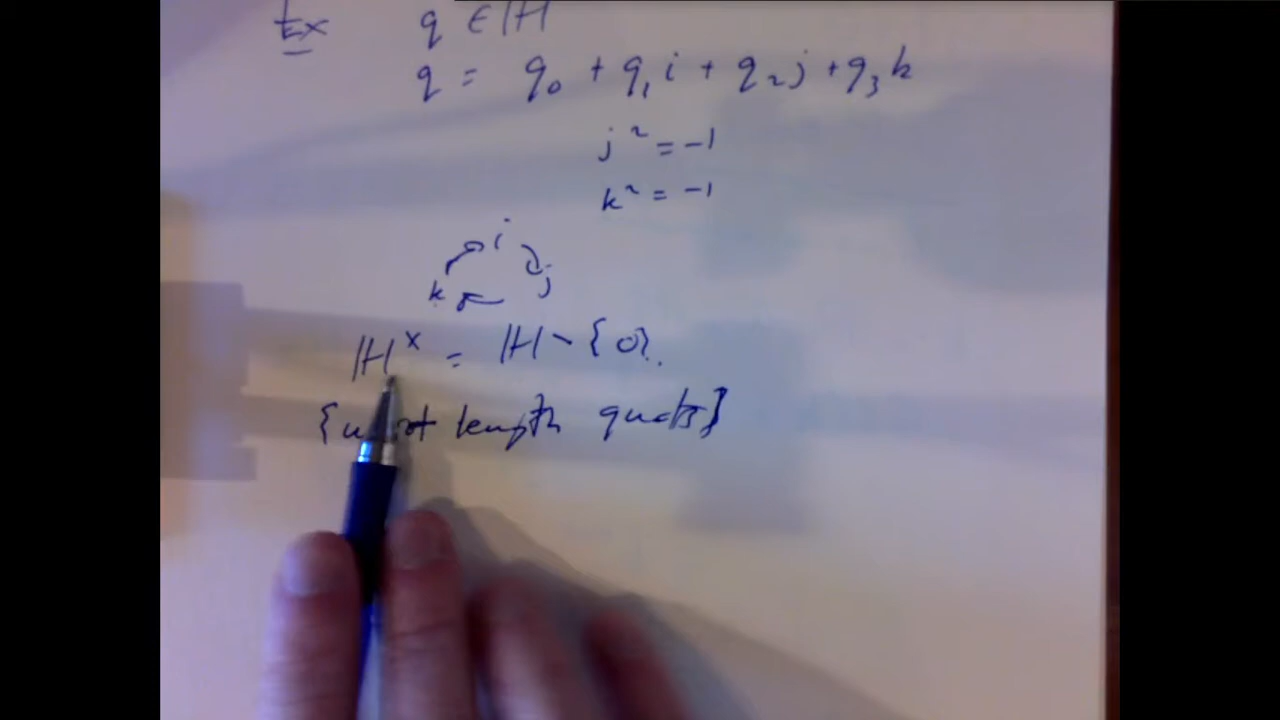 Ex q ∈ ℍ
q = q₀ + q₁i + q₂j + q₃k
j² = -1
k² = -1
i
k j
ℍˣ = ℍ - {0}.
{unit length quats}